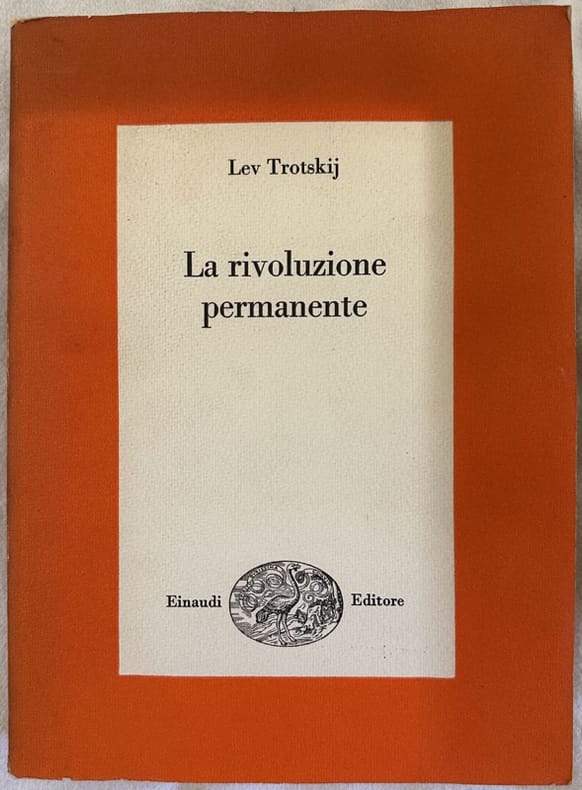 Lev Trotskij
La rivoluzione
permanente
Einaudi Editore